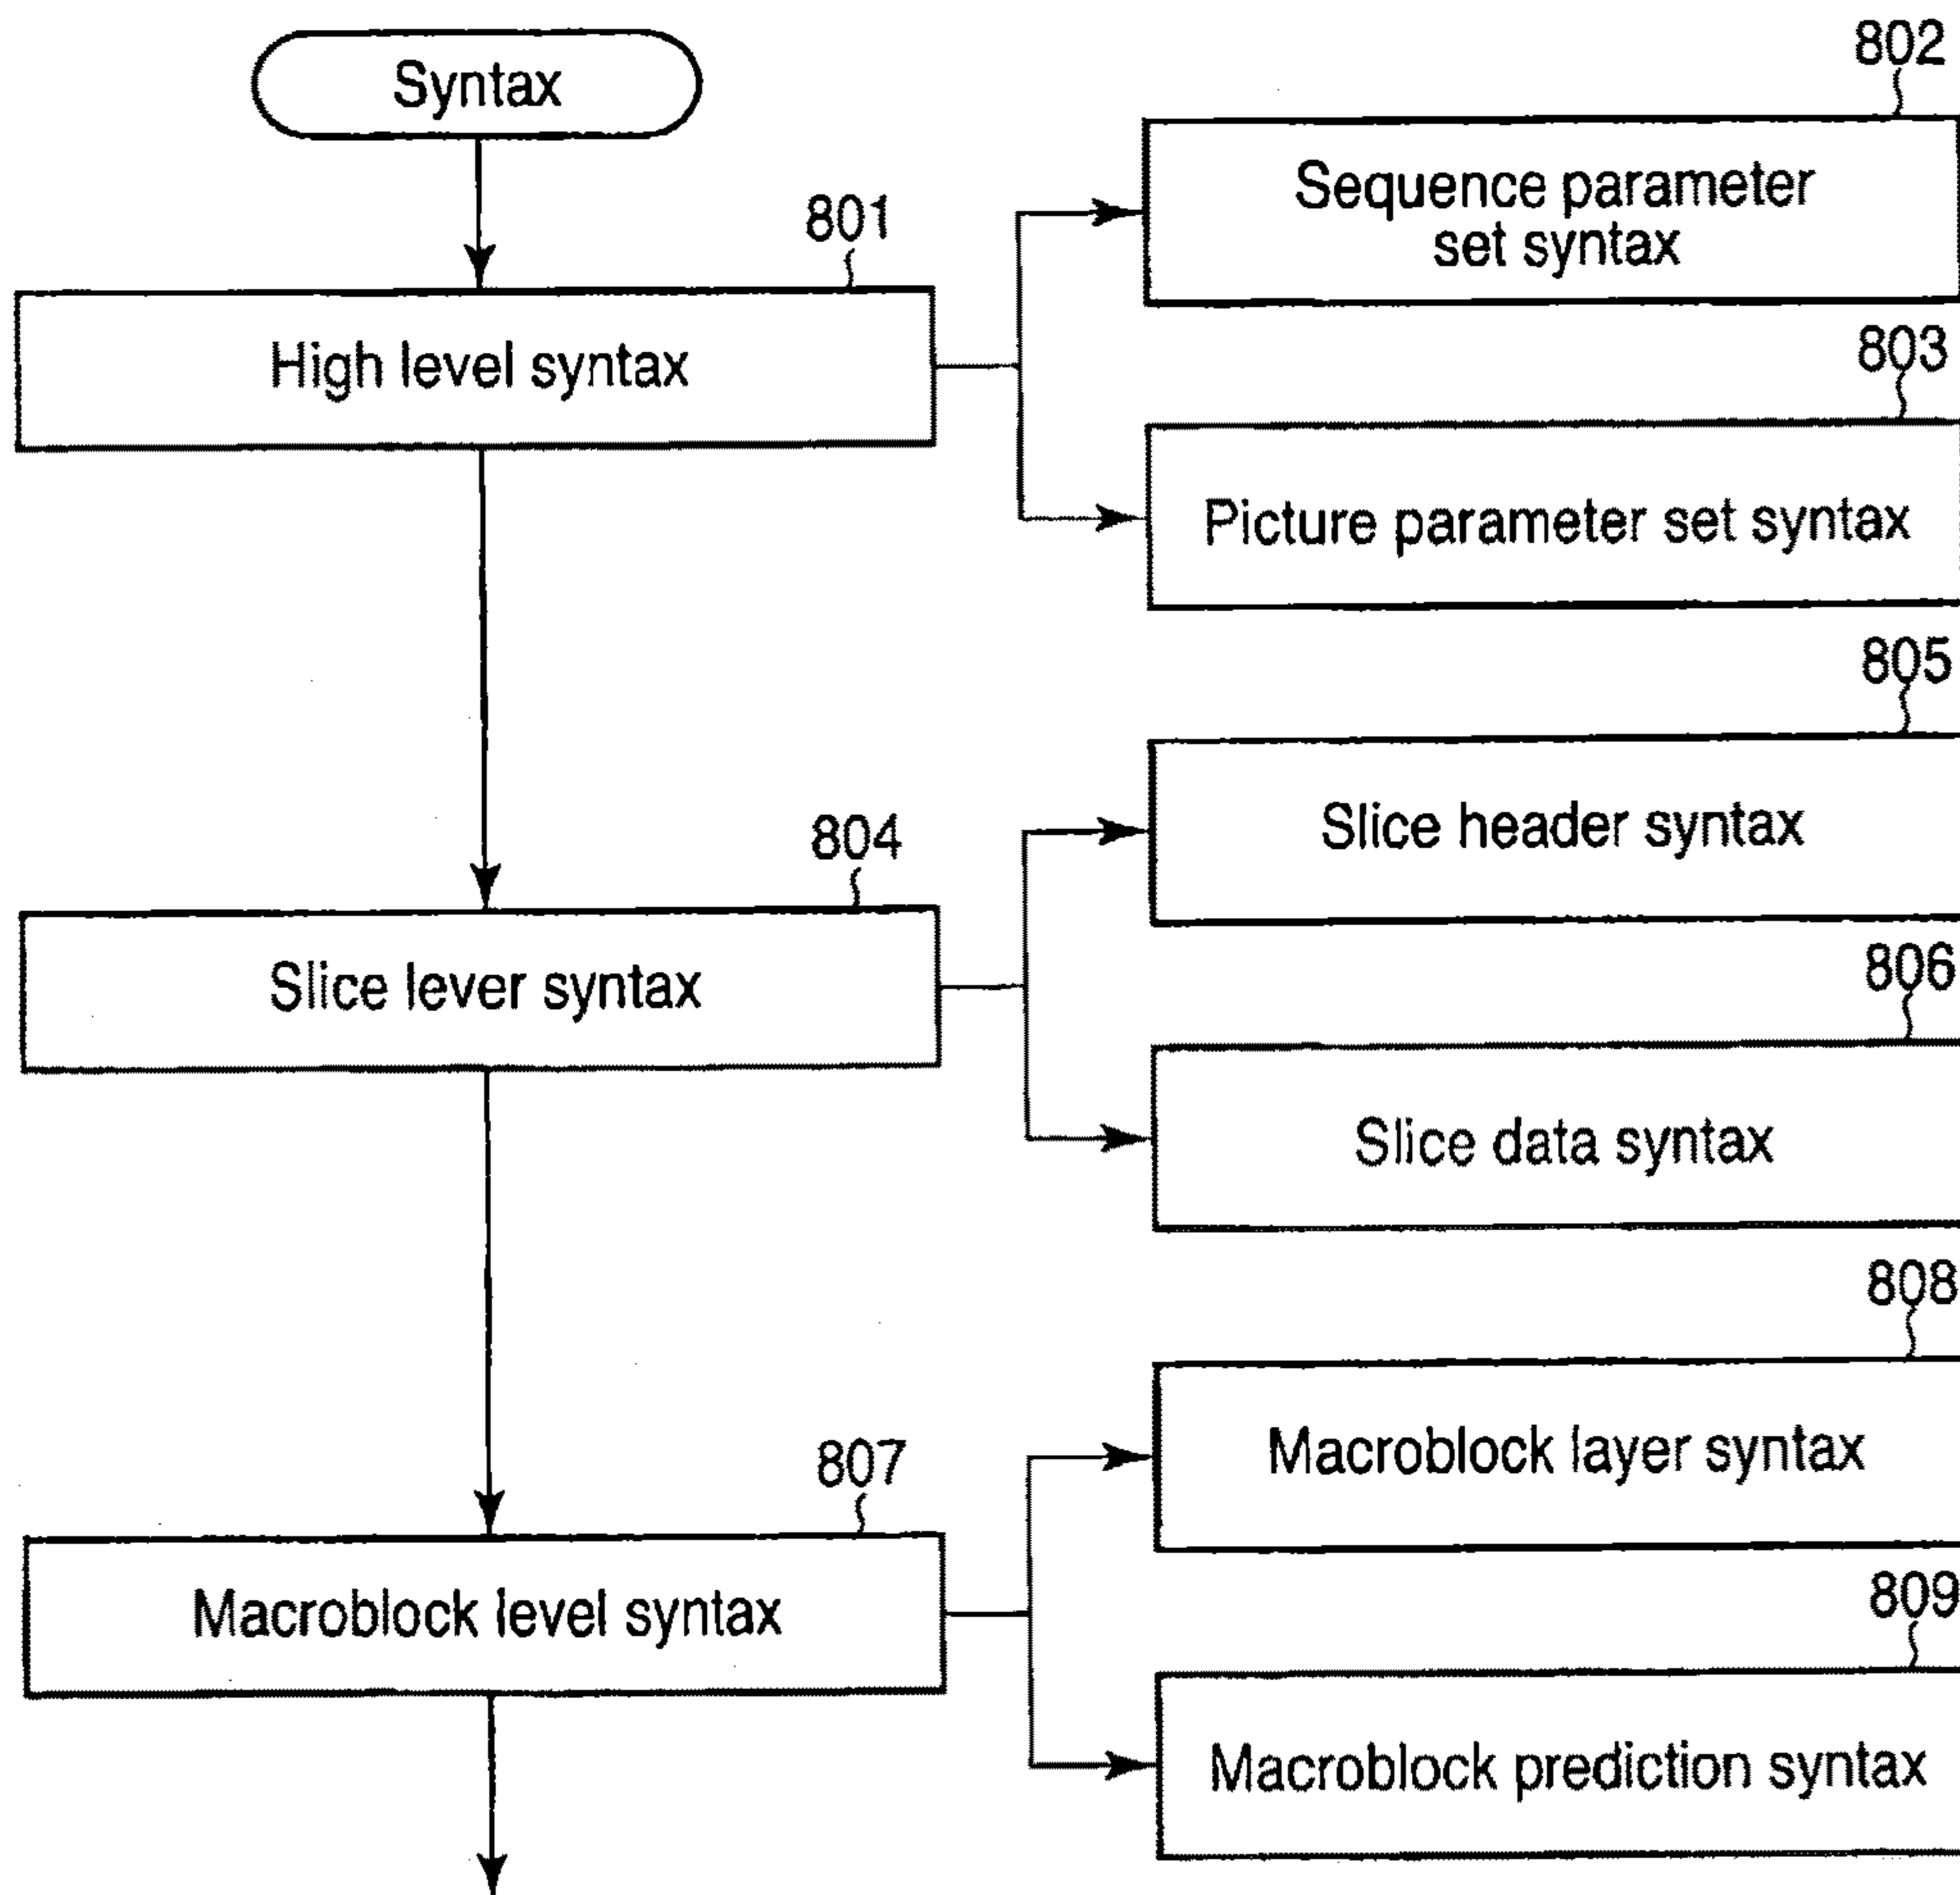 Syntax
802
Sequence parameter
set syntax
801
High level syntax
803
Picture parameter set syntax
805
Slice header syntax
804
Slice lever syntax
806
Slice data syntax
808
Macroblock layer syntax
807
Macroblock level syntax
809
Macroblock prediction syntax